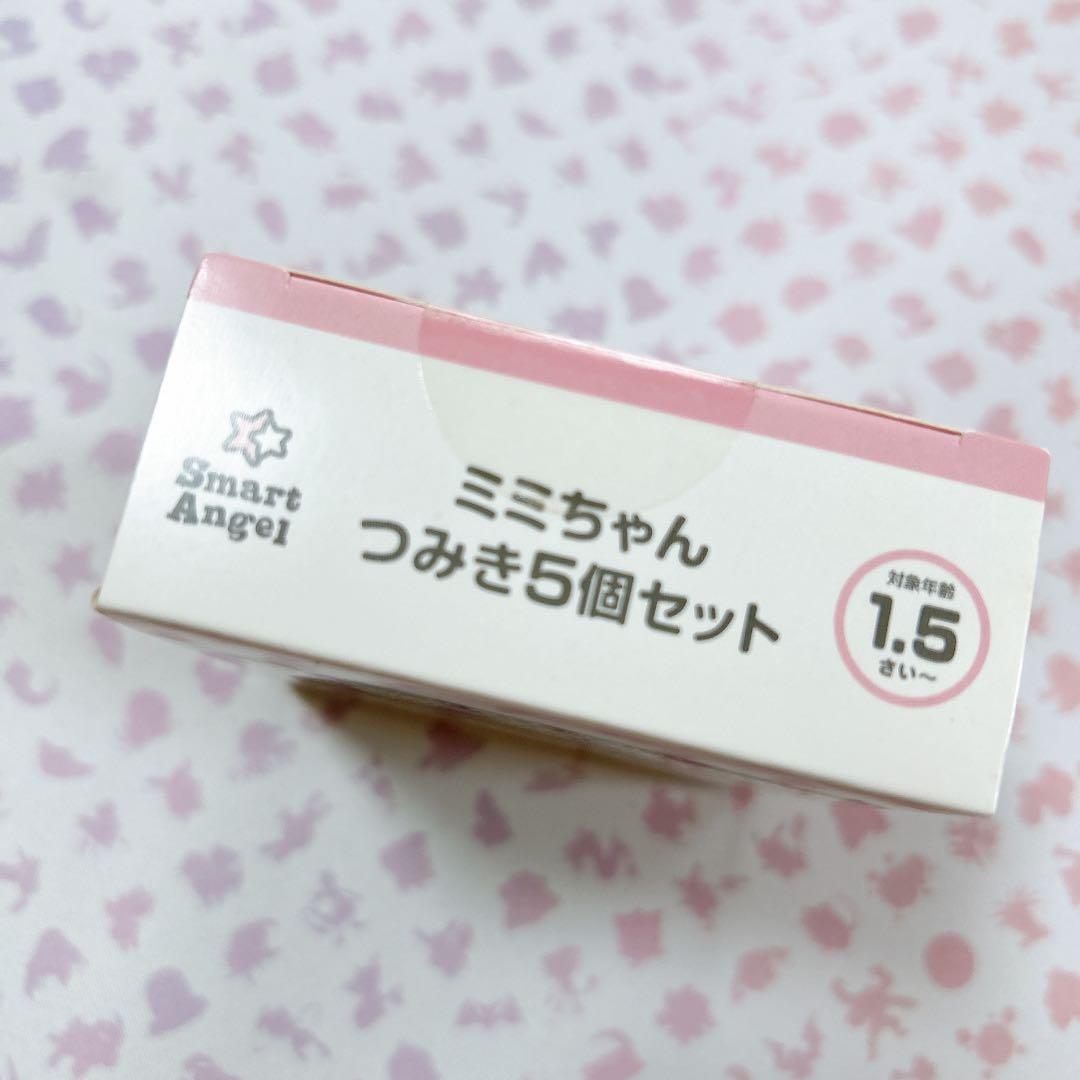 Smart
Angel
ミミちゃん
つみき5個セット
対象年齢
1.5
さい～